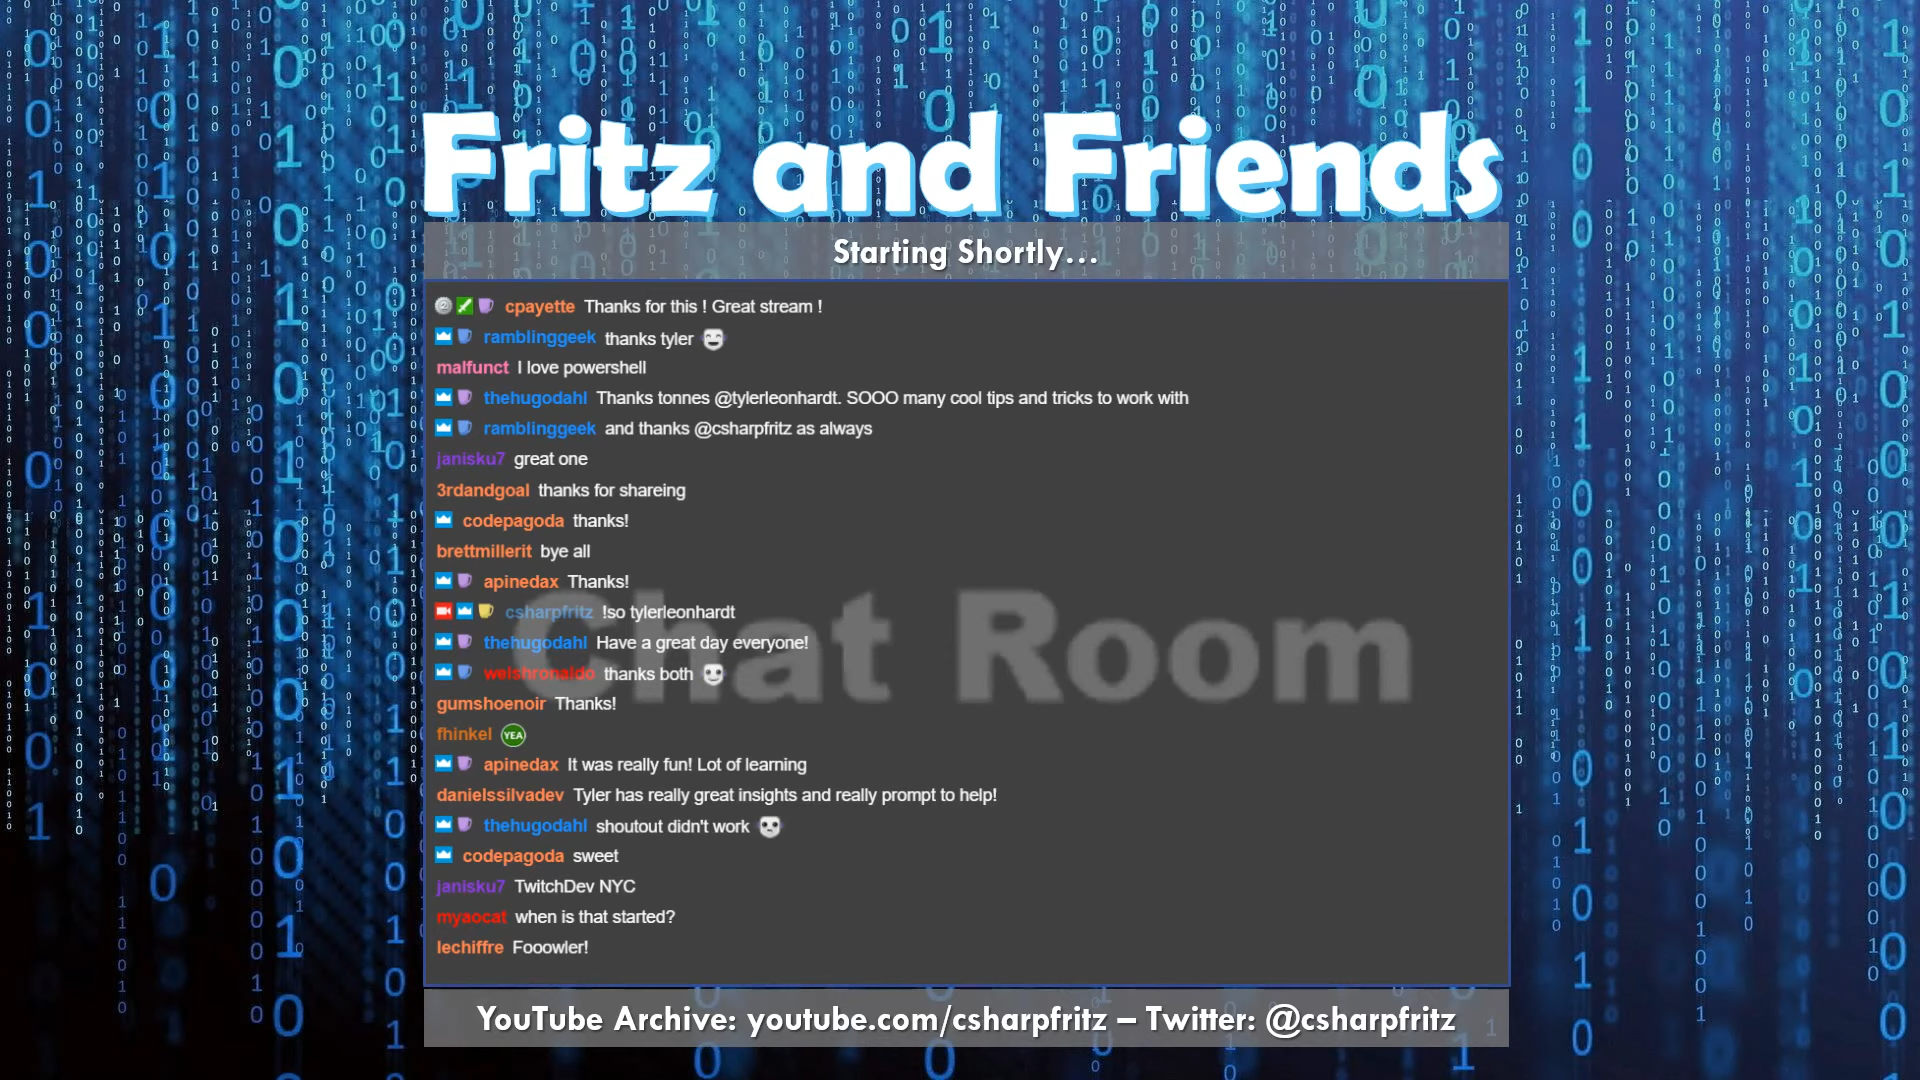 Fritz and Friends
Starting Shortly...
cpayette Thanks for this ! Great stream !
ramblinggeek thanks tyler
malfunct I love powershell
thehugodahl Thanks tonnes @tylerleonhardt. SOOO many cool tips and tricks to work with
ramblinggeek and thanks @csharpfritz as always
janisku7 great one
3rdandgoal thanks for shareing
codepagoda thanks!
brettmillerit bye all
apinedax Thanks!
csharpfritz !so tylerleonhardt
thehugodahl Have a great day everyone!
Chat Room
welshronaldo thanks both
gumshoenoir Thanks!
fhinkel YEA
apinedax It was really fun! Lot of learning
danielssilvadev Tyler has really great insights and really prompt to help!
thehugodahl shoutout didn't work
codepagoda sweet
janisku7 TwitchDev NYC
myaocat when is that started?
lechiffre Fooowler!
YouTube Archive: youtube.com/csharpfritz – Twitter: @csharpfritz